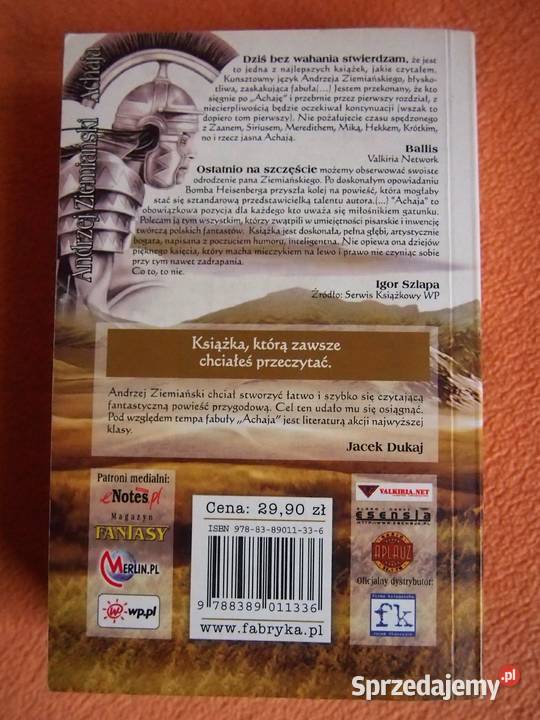 Andrzej Ziemiański Achaja
Dziś bez wahania stwierdzam, że jest
to jedna z najlepszych książek, jakie czytałem.
Kunsztowny język Andrzeja Ziemiańskiego, błysko-
tliwa, zaskakująca fabuła(...) Jestem przekonany, że kto
sięgnie po „Achaję" i przebrnie przez pierwszy rozdział, z
niecierpliwością będzie oczekiwał kontynuacji (wszak to
dopiero tom pierwszy). Nie pożałujecie czasu spędzonego
z Zaanem, Siriusem, Meredithem, Miką, Hekkem, Krótkim,
no i rzecz jasna Achają.
Ballis
Valkiria Network
Ostatnio na szczęście możemy obserwować swoiste
odrodzenie pana Ziemiańskiego. Po doskonałym opowiadaniu
Bomba Heisenberga przyszła kolej na powieść, która mogłaby
stać się sztandarową przedstawicielką talentu autora.(...) "Achaja" to
obowiązkowa pozycja dla każdego kto uważa się miłośnikiem gatunku.
Polecam ją tym wszystkim, którzy zwątpili w umiejętności pisarskie i inwencję
twórczą polskich fantastów. Książka jest doskonała, pełna głębi, artystycznie
bogata, napisana z poczuciem humoru, inteligentna. Nie opiewa ona dziejów
pięknego księcia, który macha mieczykiem na lewo i prawo nie czyniąc sobie
przy tym nawet zadrapania.
Co to, to nie.
Igor Szlapa
Źródło: Serwis Książkowy WP
Książka, którą zawsze
chciałeś przeczytać.
Andrzej Ziemiański chciał stworzyć łatwo i szybko się czytającą
fantastyczną powieść przygodową. Cel ten udało mu się osiągnąć.
Pod względem tempa fabuły „Achaja" jest literaturą akcji najwyższej
klasy.
Jacek Dukaj
Patroni medialni:
eNotes.pl
Magazyn
FANTASY
MERLIN.PL
wp.pl
Cena: 29,90 zł
ISBN 978-83-89011-33-6
9 788389 011336
www.fabryka.pl
VALKIRIA.NET
ESENSJA
APLAUZ
Oficjalny dystrybutor:
fk
Sprzedajemy.pl